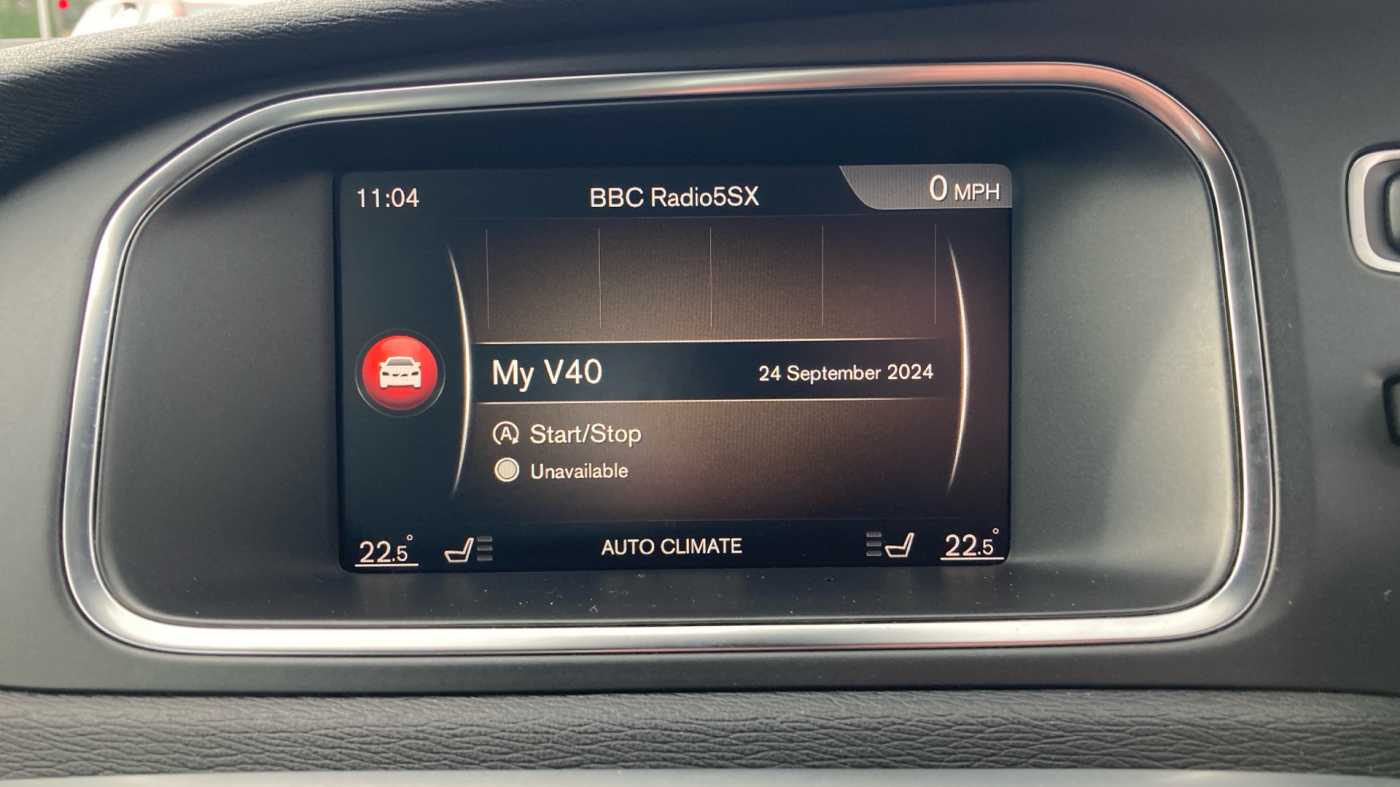 11:04 BBC Radio5SX 0 MPH
My V40 24 September 2024
A Start/Stop
Unavailable
22.5° AUTO CLIMATE 22.5°